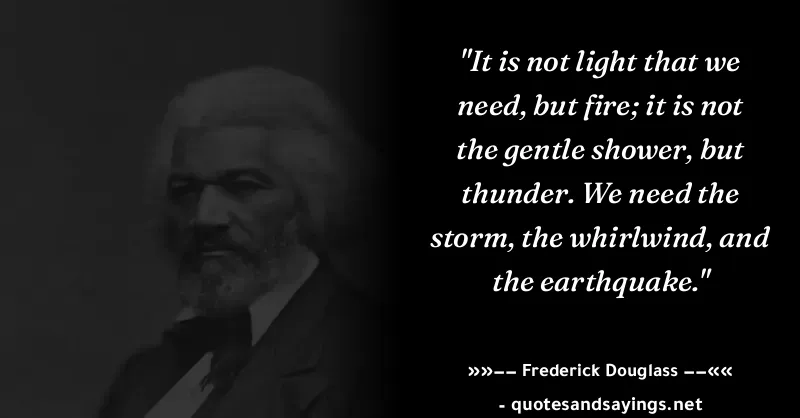 "It is not light that we
need, but fire; it is not
the gentle shower, but
thunder. We need the
storm, the whirlwind, and
the earthquake."
»»–– Frederick Douglass ––««
- quotesandsayings.net